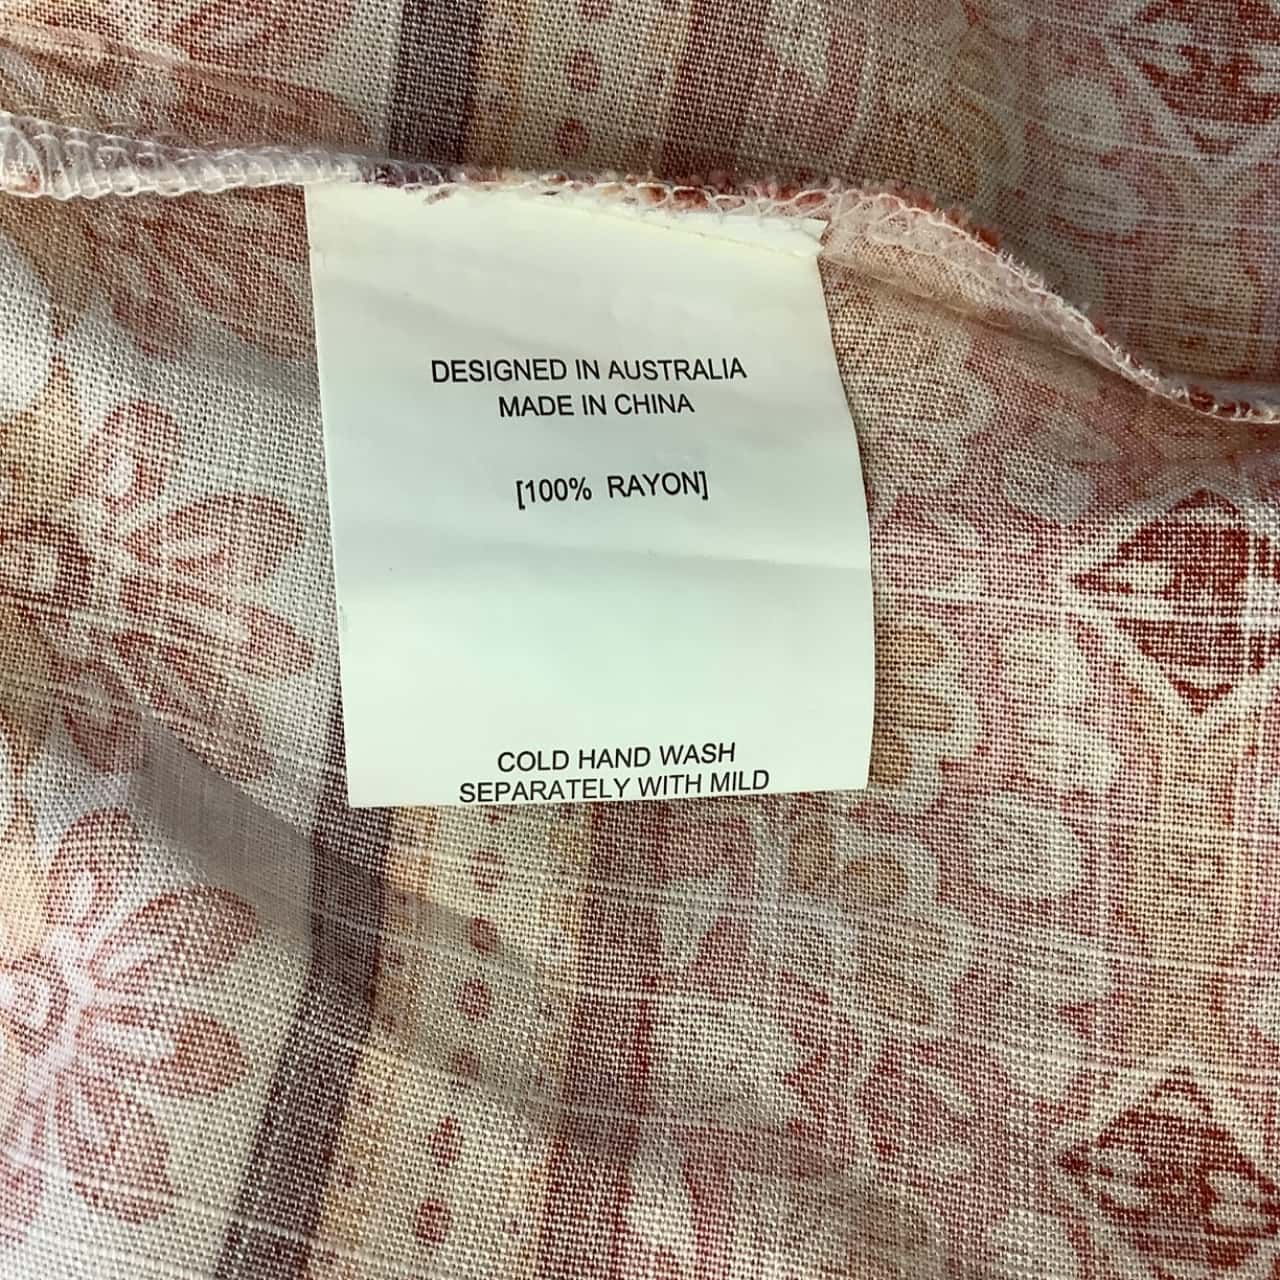 DESIGNED IN AUSTRALIA
MADE IN CHINA
[100% RAYON]
COLD HAND WASH
SEPARATELY WITH MILD